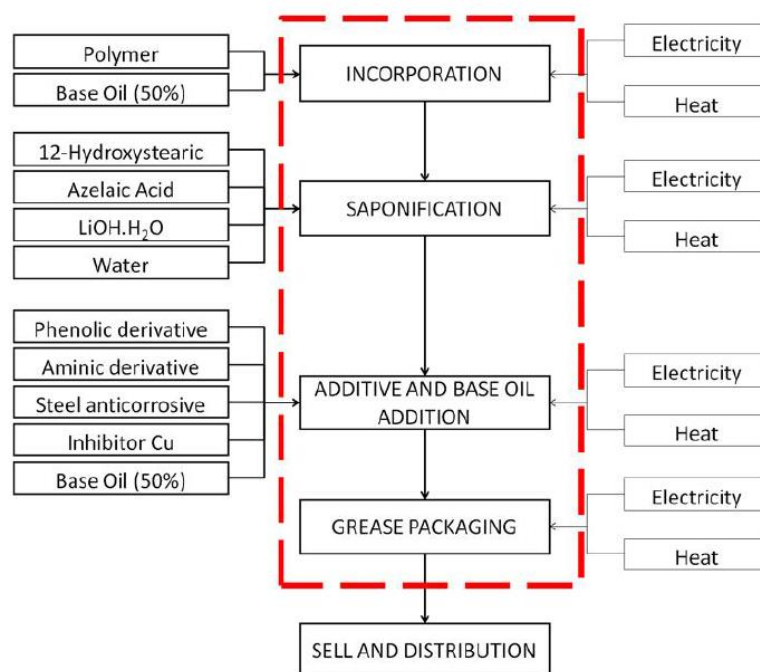 Polymer
Base Oil (50%)
INCORPORATION
Electricity
Heat
12-Hydroxystearic
Azelaic Acid
LiOH.H₂O
Water
SAPONIFICATION
Electricity
Heat
Phenolic derivative
Aminic derivative
Steel anticorrosive
Inhibitor Cu
Base Oil (50%)
ADDITIVE AND BASE OIL
ADDITION
Electricity
Heat
GREASE PACKAGING
Electricity
Heat
SELL AND DISTRIBUTION